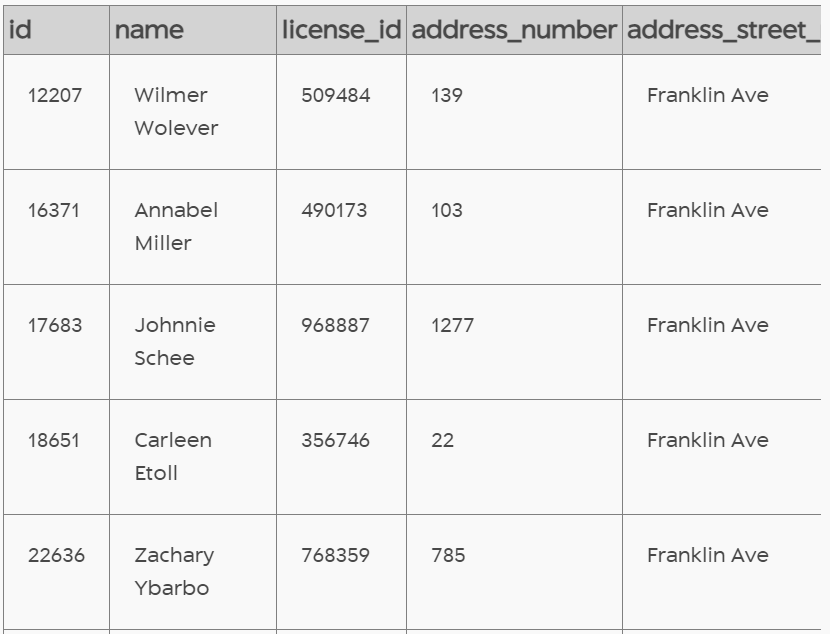 id name license_id address_number address_street_
12207 Wilmer 509484 139 Franklin Ave
Wolever
16371 Annabel 490173 103 Franklin Ave
Miller
17683 Johnnie 968887 1277 Franklin Ave
Schee
18651 Carleen 356746 22 Franklin Ave
Etoll
22636 Zachary 768359 785 Franklin Ave
Ybarbo